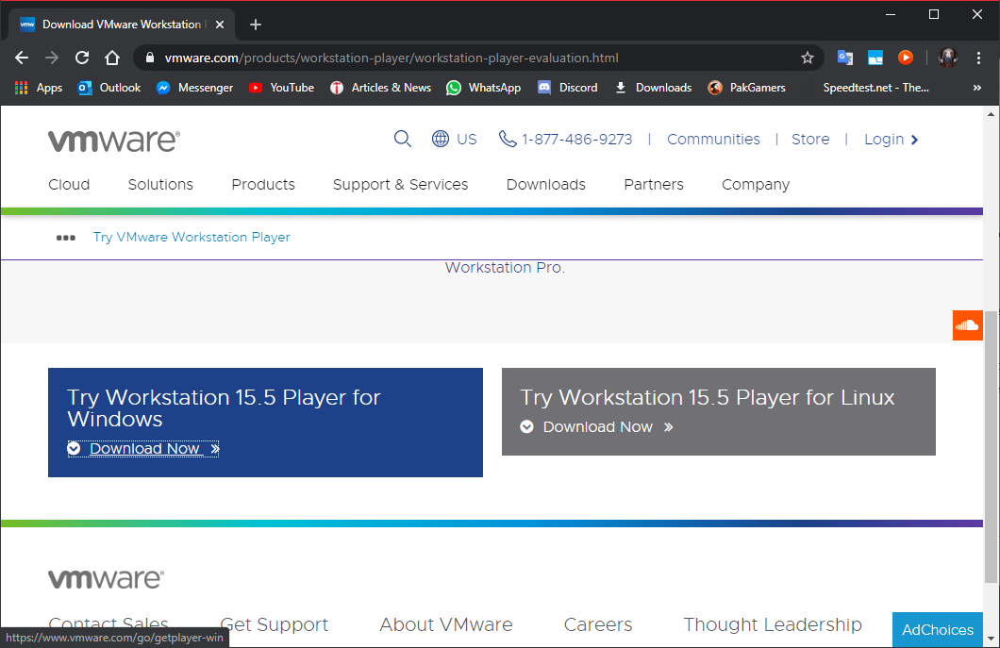 vmw Download VMware Workstation
vmware.com/products/workstation-player/workstation-player-evaluation.html
Apps Outlook Messenger YouTube Articles & News WhatsApp Discord Downloads PakGamers Speedtest.net - The... »
vmware®
US 1-877-486-9273 | Communities | Store | Login
Cloud Solutions Products Support & Services Downloads Partners Company
Try VMware Workstation Player
Workstation Pro.
Try Workstation 15.5 Player for
Windows
Download Now »
Try Workstation 15.5 Player for Linux
Download Now »
vmware®
Contact Sales Get Support About VMware Careers Thought Leadership
AdChoices
https://www.vmware.com/go/getplayer-win